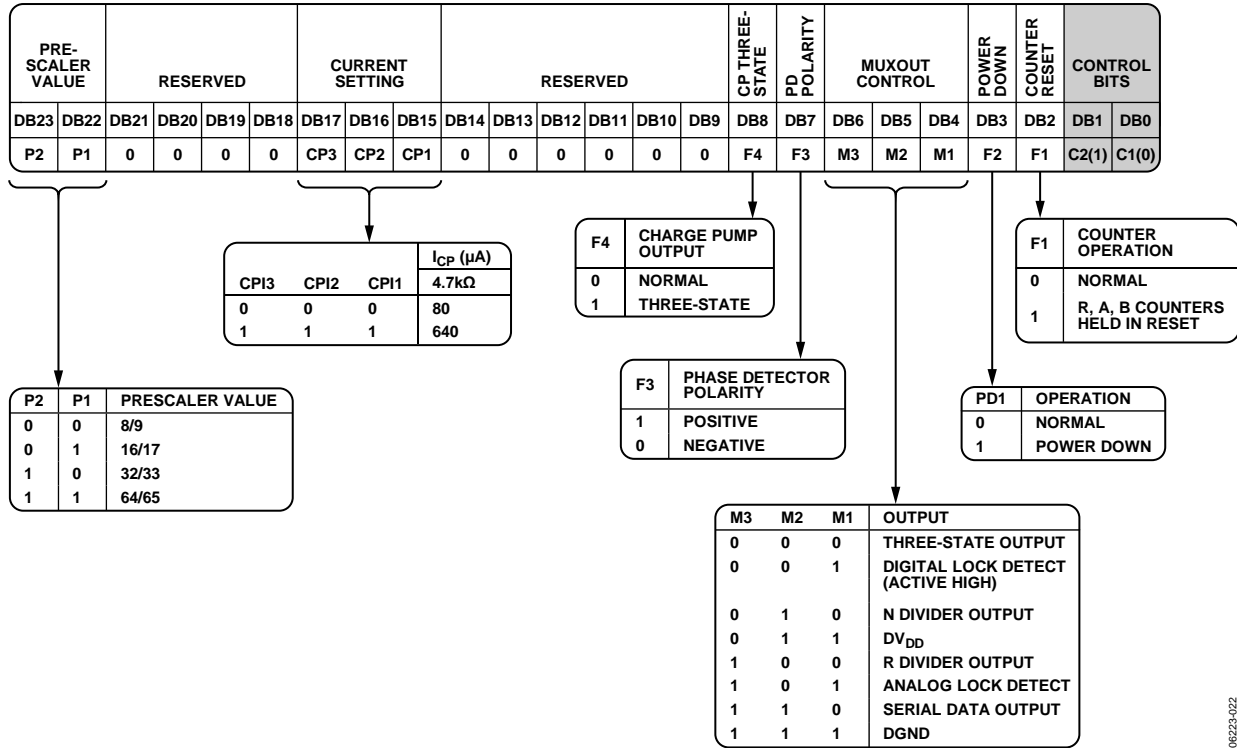 PRE-
SCALER
VALUE
RESERVED
CURRENT
SETTING
RESERVED
CP THREE-
STATE
PD
POLARITY
MUXOUT
CONTROL
POWER
DOWN
COUNTER
RESET
CONTROL
BITS
DB23 DB22 DB21 DB20 DB19 DB18 DB17 DB16 DB15 DB14 DB13 DB12 DB11 DB10 DB9 DB8 DB7 DB6 DB5 DB4 DB3 DB2 DB1 DB0
P2 P1 0 0 0 0 CP3 CP2 CP1 0 0 0 0 0 0 F4 F3 M3 M2 M1 F2 F1 C2(1) C1(0)
ICP (µA)
CPI3 CPI2 CPI1 4.7kΩ
0 0 0 80
1 1 1 640
F4 CHARGE PUMP
OUTPUT
0 NORMAL
1 THREE-STATE
F1 COUNTER
OPERATION
0 NORMAL
1 R, A, B COUNTERS
HELD IN RESET
P2 P1 PRESCALER VALUE
0 0 8/9
0 1 16/17
1 0 32/33
1 1 64/65
F3 PHASE DETECTOR
POLARITY
1 POSITIVE
0 NEGATIVE
PD1 OPERATION
0 NORMAL
1 POWER DOWN
M3 M2 M1 OUTPUT
0 0 0 THREE-STATE OUTPUT
0 0 1 DIGITAL LOCK DETECT
(ACTIVE HIGH)
0 1 0 N DIVIDER OUTPUT
0 1 1 DVDD
1 0 0 R DIVIDER OUTPUT
1 0 1 ANALOG LOCK DETECT
1 1 0 SERIAL DATA OUTPUT
1 1 1 DGND
06223-022